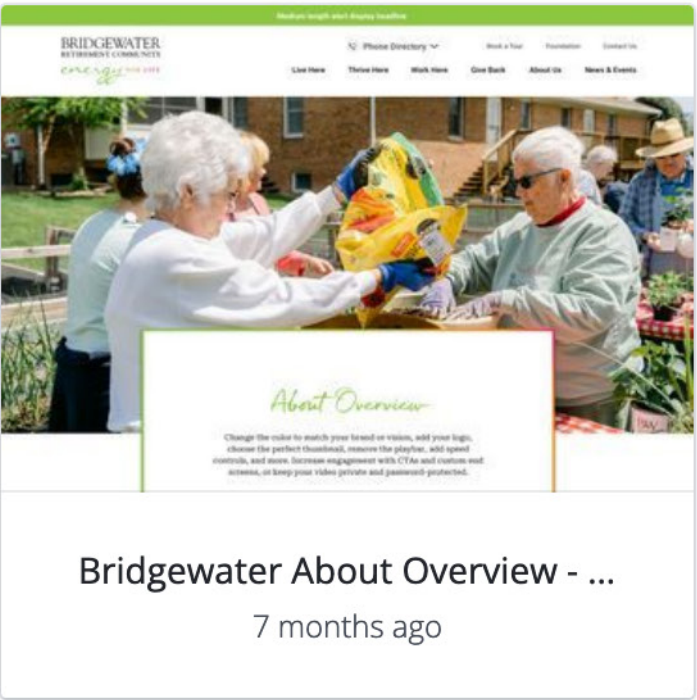 Medium length alert display headline
BRIDGEWATER
RETIREMENT COMMUNITY
energy FOR LIFE
Phone Directory
Book a Tour
Foundation
Contact Us
Live Here
Thrive Here
Work Here
Give Back
About Us
News & Events
About Overview
Change the color to match your brand or vision, add your logo,
choose the perfect thumbnail, remove the playbar, add speed
controls, and more. Increase engagement with CTAs and custom end
screens, or keep your video private and password-protected.
Bridgewater About Overview - ...
7 months ago